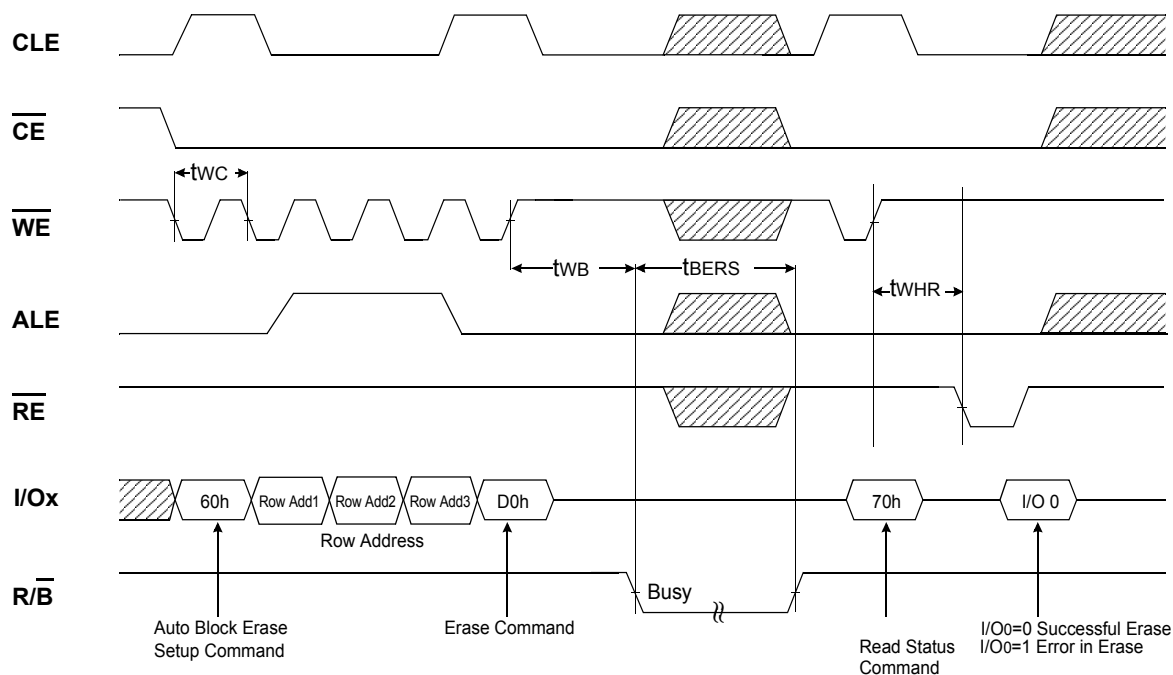 CLE
CE
tWC
WE
tWB
tBERS
tWHR
ALE
RE
I/Ox
60h
Row Add1
Row Add2
Row Add3
D0h
70h
I/O 0
Row Address
R/B
Busy
Auto Block Erase
Setup Command
Erase Command
Read Status
Command
I/O0=0 Successful Erase
I/O0=1 Error in Erase